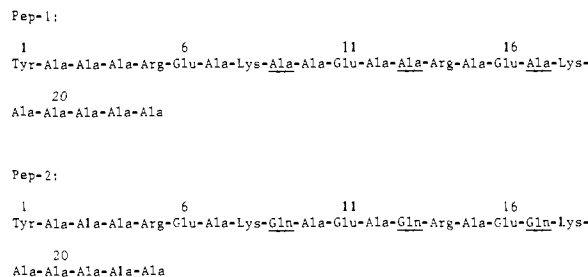 Pep-1:
1 6 11 16
Tyr-Ala-Ala-Ala-Arg-Glu-Ala-Lys-Ala-Ala-Glu-Ala-Ala-Arg-Ala-Glu-Ala-Lys-
20
Ala-Ala-Ala-Ala-Ala
Pep-2:
1 6 11 16
Tyr-Ala-Ala-Ala-Arg-Glu-Ala-Lys-Gln-Ala-Glu-Ala-Gln-Arg-Ala-Glu-Gln-Lys-
20
Ala-Ala-Ala-Ala-Ala